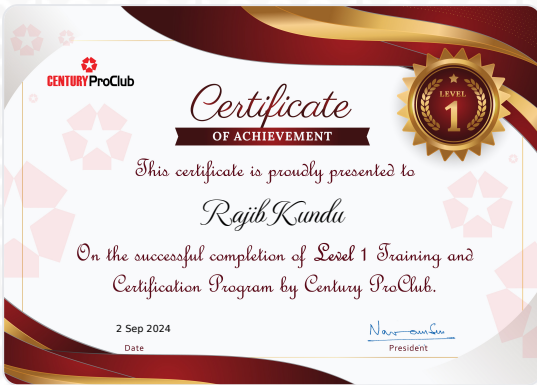 CENTURY ProClub
LEVEL
1
Certificate
OF ACHIEVEMENT
This certificate is proudly presented to
Rajib Kundu
On the successful completion of Level 1 Training and
Certification Program by Century ProClub.
2 Sep 2024
Date
President